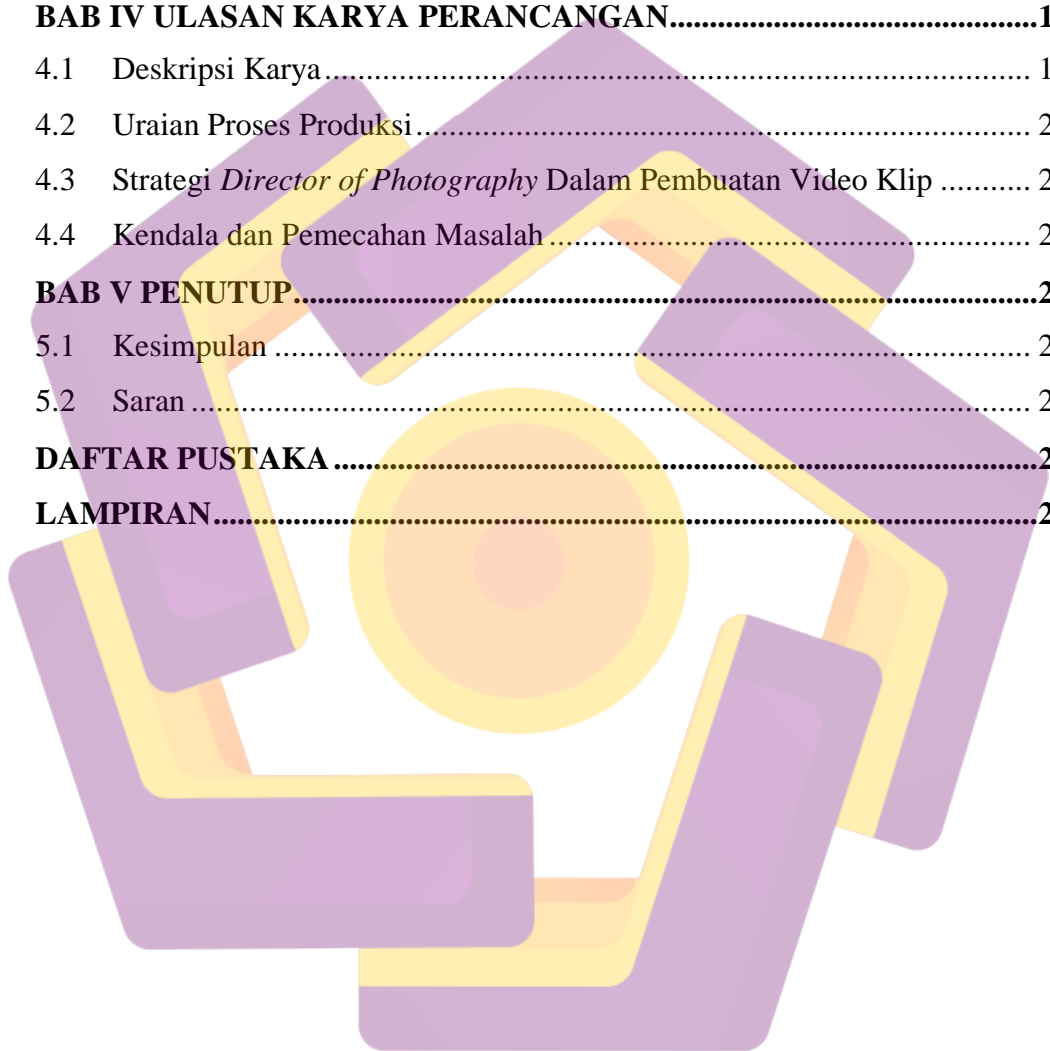 BAB IV ULASAN KARYA PERANCANGAN.......................................1
4.1 Deskripsi Karya.......................................................................... 1
4.2 Uraian Proses Produksi............................................................... 2
4.3 Strategi Director of Photography Dalam Pembuatan Video Klip ........... 2
4.4 Kendala dan Pemecahan Masalah.................................................. 2
BAB V PENUTUP................................................................................2
5.1 Kesimpulan ................................................................................ 2
5.2 Saran ......................................................................................... 2
DAFTAR PUSTAKA ...........................................................................2
LAMPIRAN.........................................................................................2